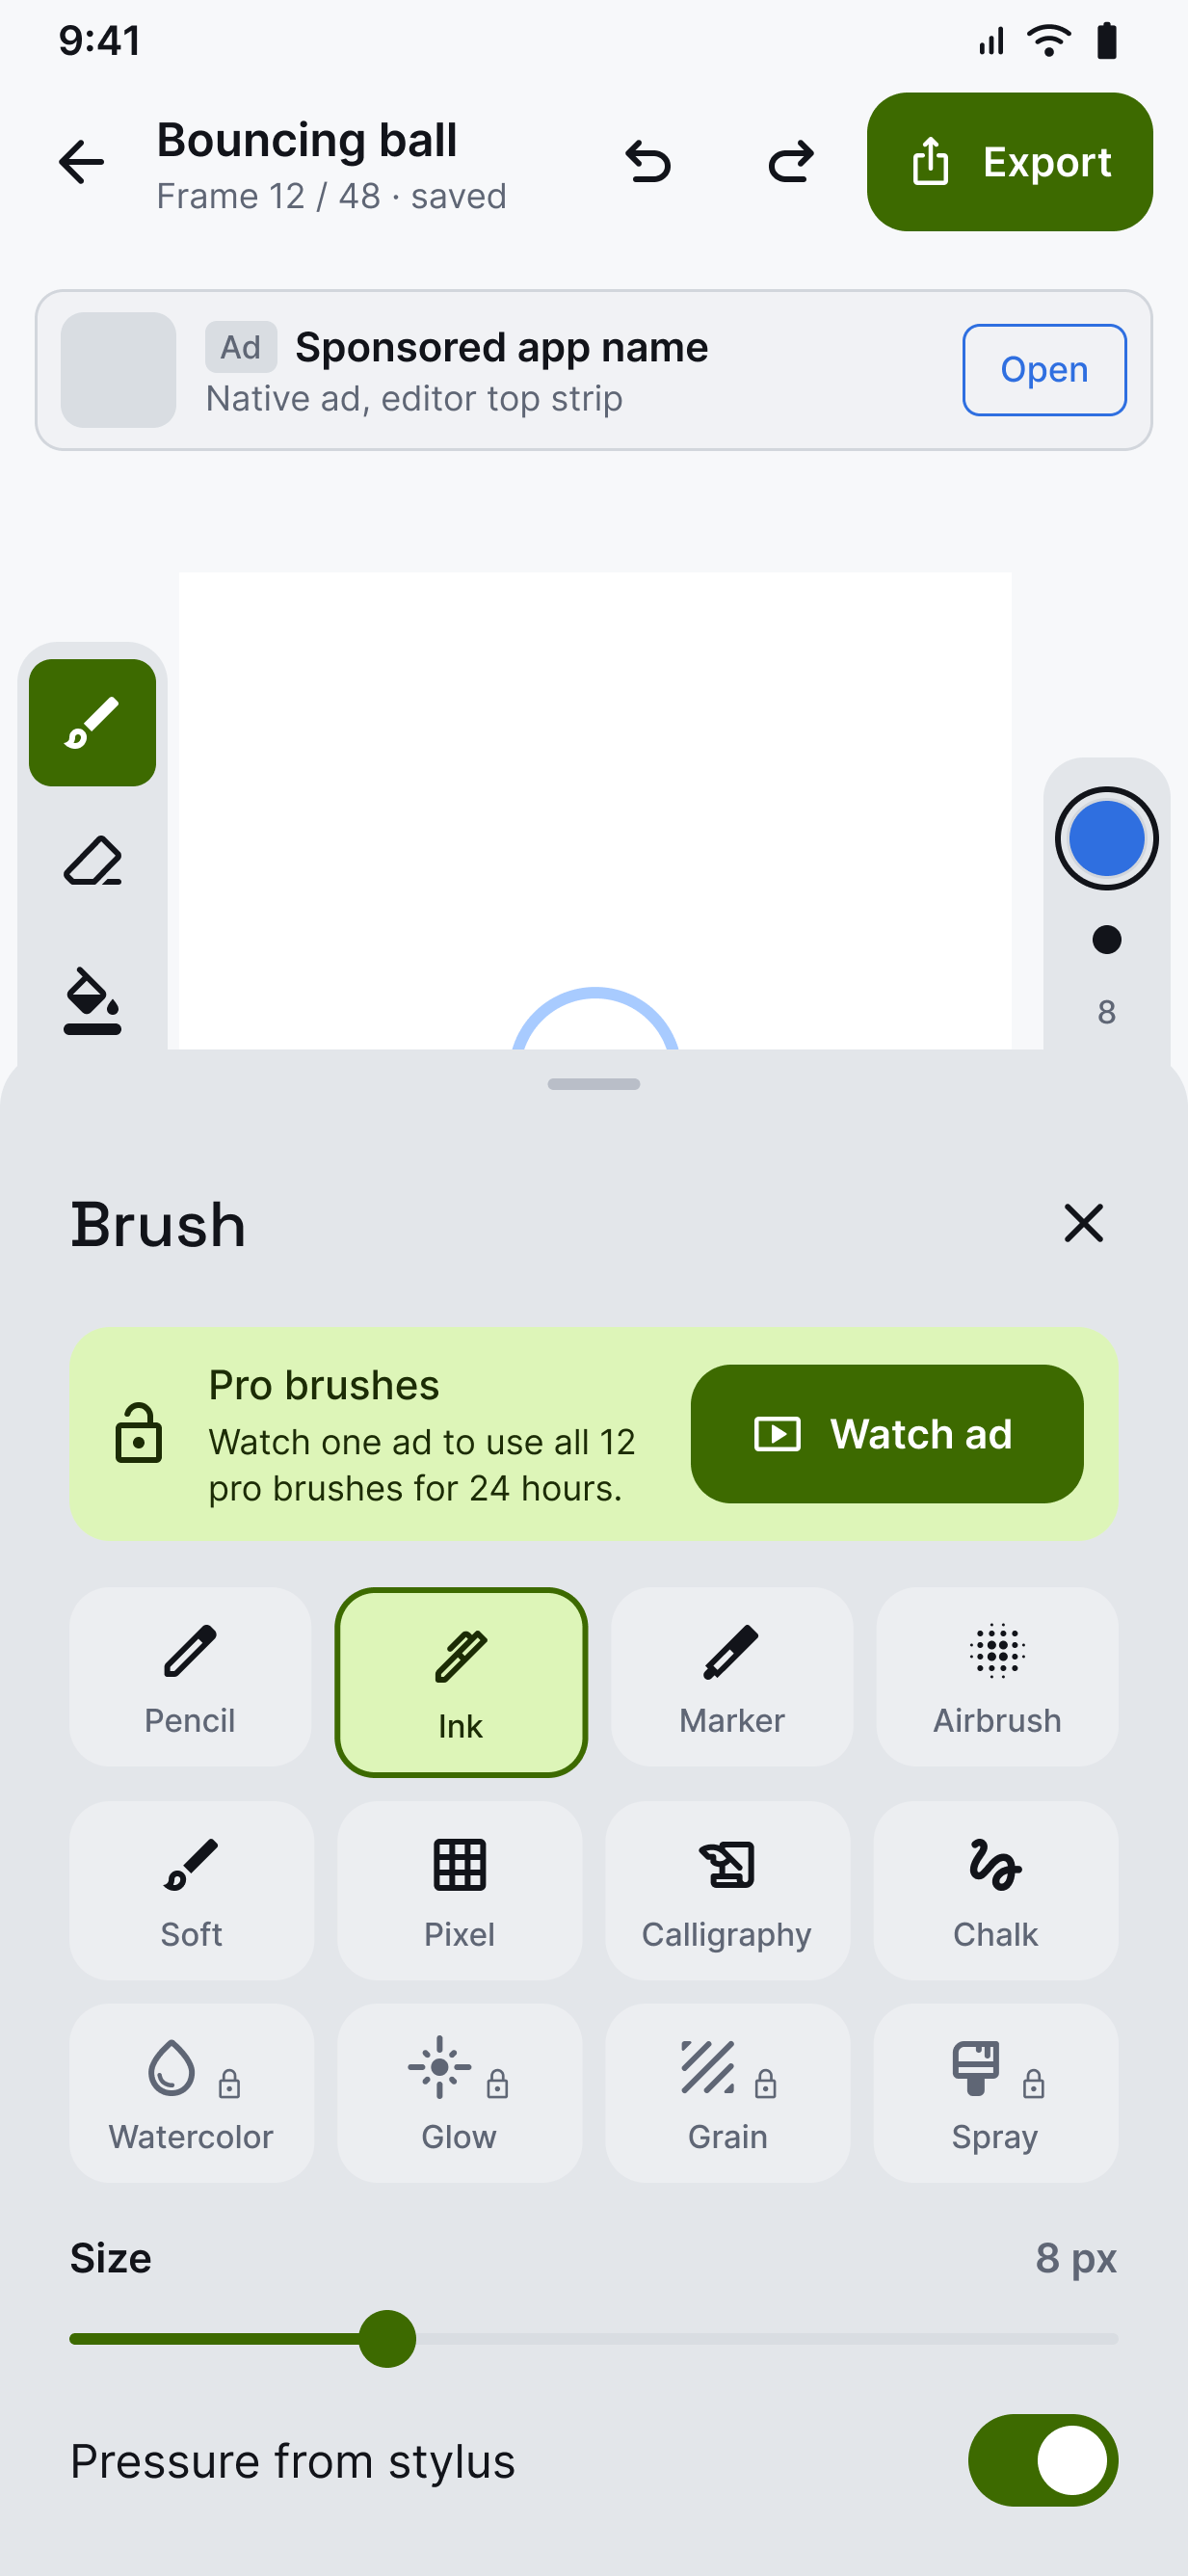 9:41
Bouncing ball
Frame 12 / 48 · saved
Export
Ad
Sponsored app name
Native ad, editor top strip
Open
8
Brush
Pro brushes
Watch one ad to use all 12
pro brushes for 24 hours.
Watch ad
Pencil
Ink
Marker
Airbrush
Soft
Pixel
Calligraphy
Chalk
Watercolor
Glow
Grain
Spray
Size
8 px
Pressure from stylus